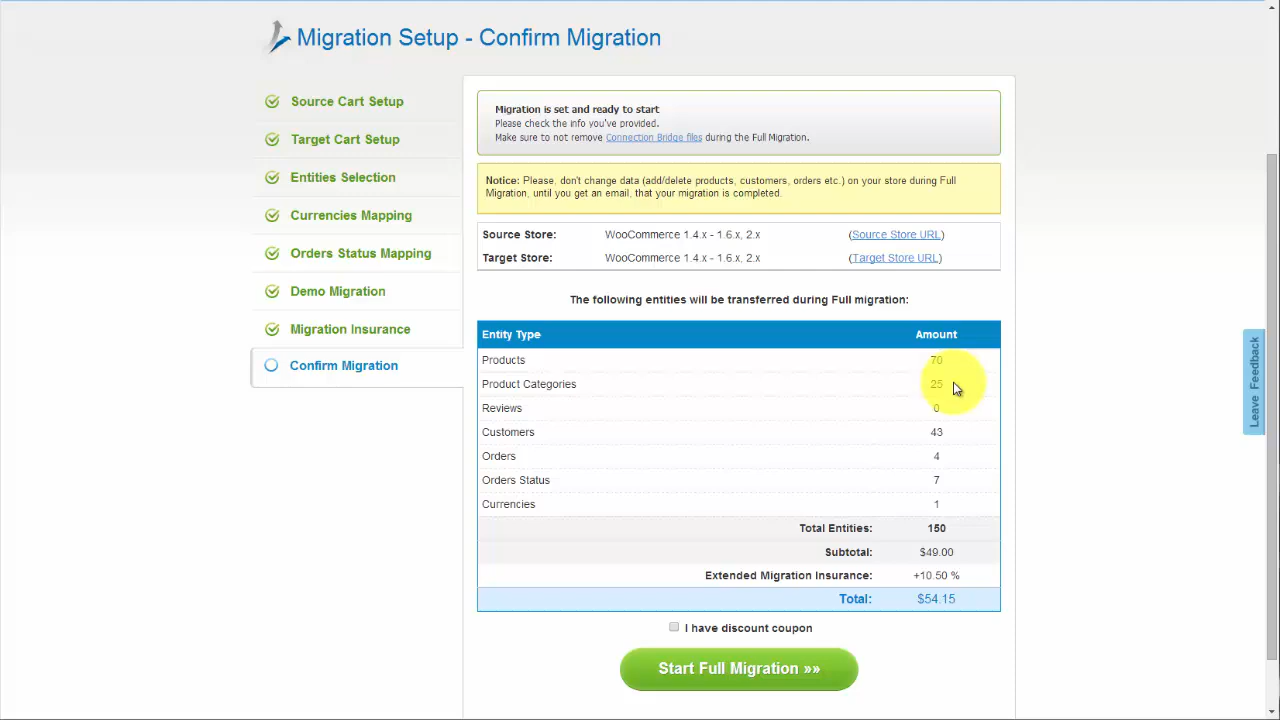 Migration Setup - Confirm Migration
Source Cart Setup
Target Cart Setup
Entities Selection
Currencies Mapping
Orders Status Mapping
Demo Migration
Migration Insurance
Confirm Migration
Migration is set and ready to start
Please check the info you've provided.
Make sure to not remove Connection Bridge files during the Full Migration.
Notice: Please, don't change data (add/delete products, customers, orders etc.) on your store during Full
Migration, until you get an email, that your migration is completed.
Source Store: WooCommerce 1.4.x - 1.6.x, 2.x (Source Store URL)
Target Store: WooCommerce 1.4.x - 1.6.x, 2.x (Target Store URL)
The following entities will be transferred during Full migration:
Entity Type Amount
Products 70
Product Categories 25
Reviews 0
Customers 43
Orders 4
Orders Status 7
Currencies 1
Total Entities: 150
Subtotal: $49.00
Extended Migration Insurance: +10.50 %
Total: $54.15
I have discount coupon
Start Full Migration »»
Leave Feedback